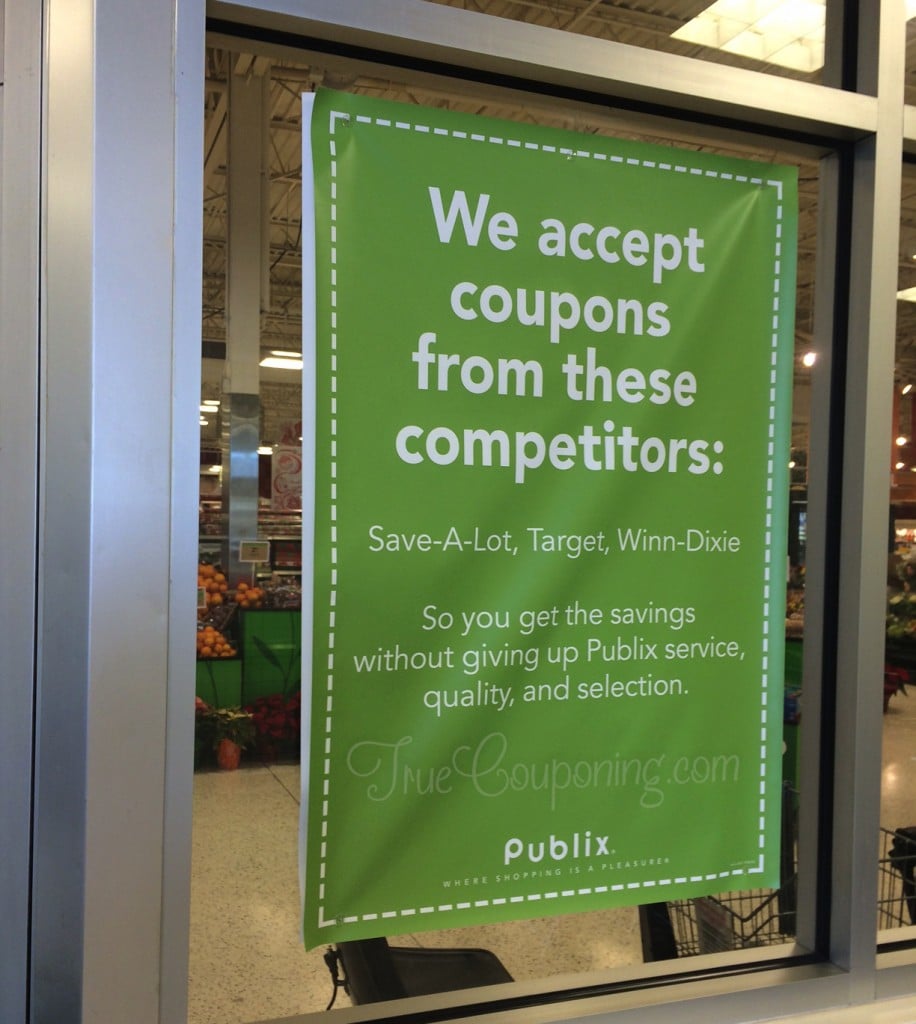 We accept
coupons
from these
competitors:
Save-A-Lot, Target, Winn-Dixie
So you get the savings
without giving up Publix service,
quality, and selection.
TrueCouponing.com
Publix.
WHERE SHOPPING IS A PLEASURE®